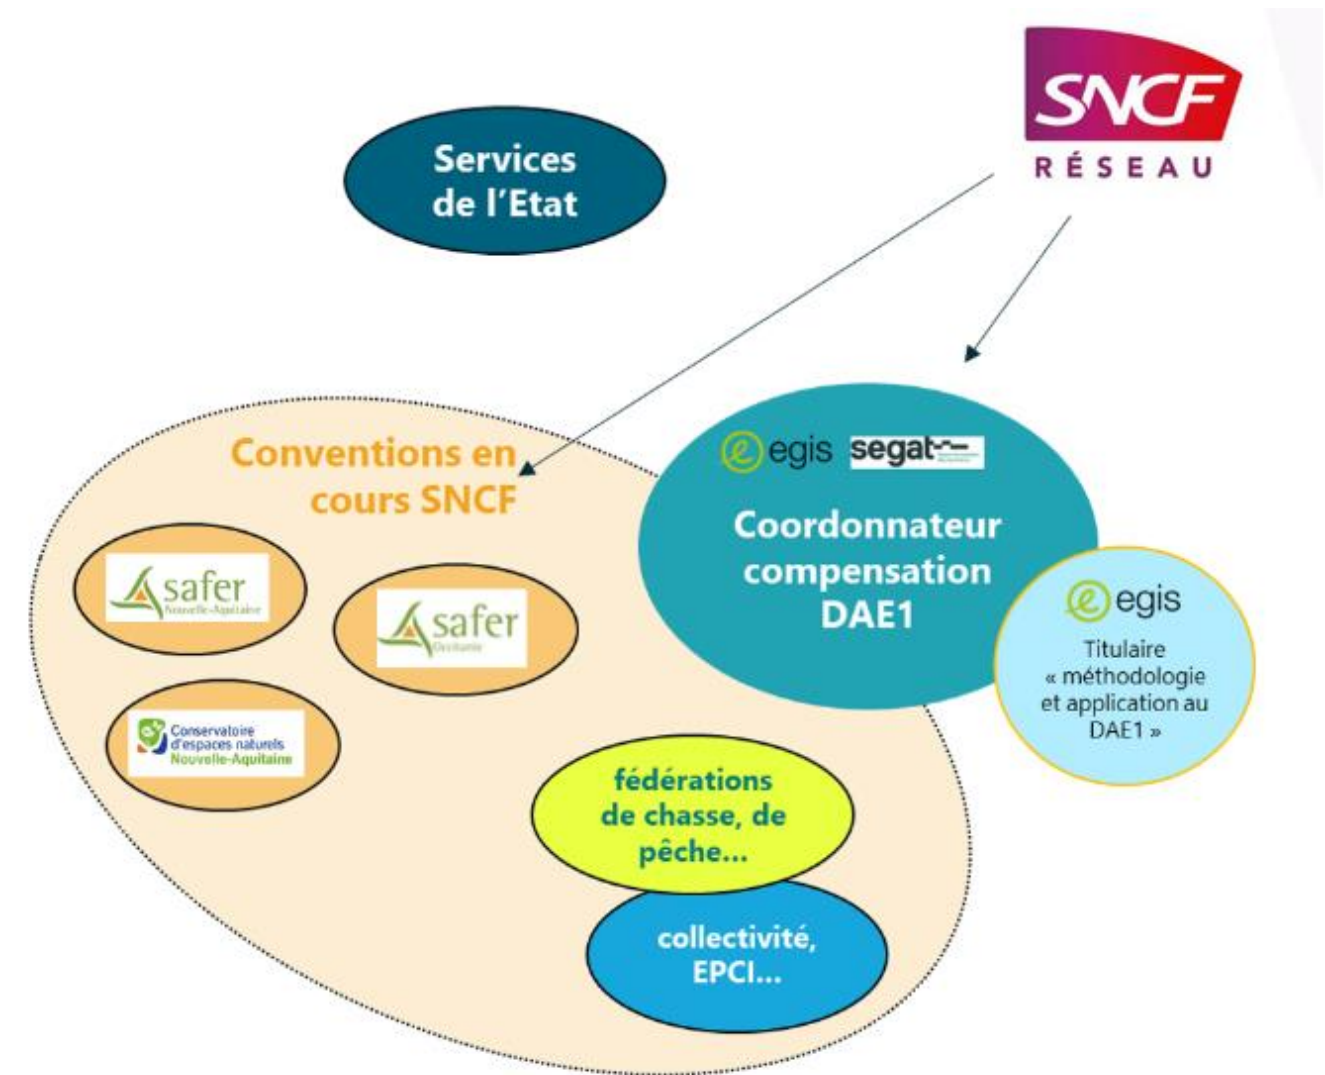 SNCF
RÉSEAU
Services
de l'Etat
Conventions en
cours SNCF
egis segat
Coordonnateur
compensation
DAE1
egis
Titulaire
« méthodologie
et application au
DAE1 »
safer
Nouvelle-Aquitaine
safer
Occitanie
Conservatoire
d'espaces naturels
Nouvelle-Aquitaine
fédérations
de chasse, de
pêche...
collectivité,
EPCI...